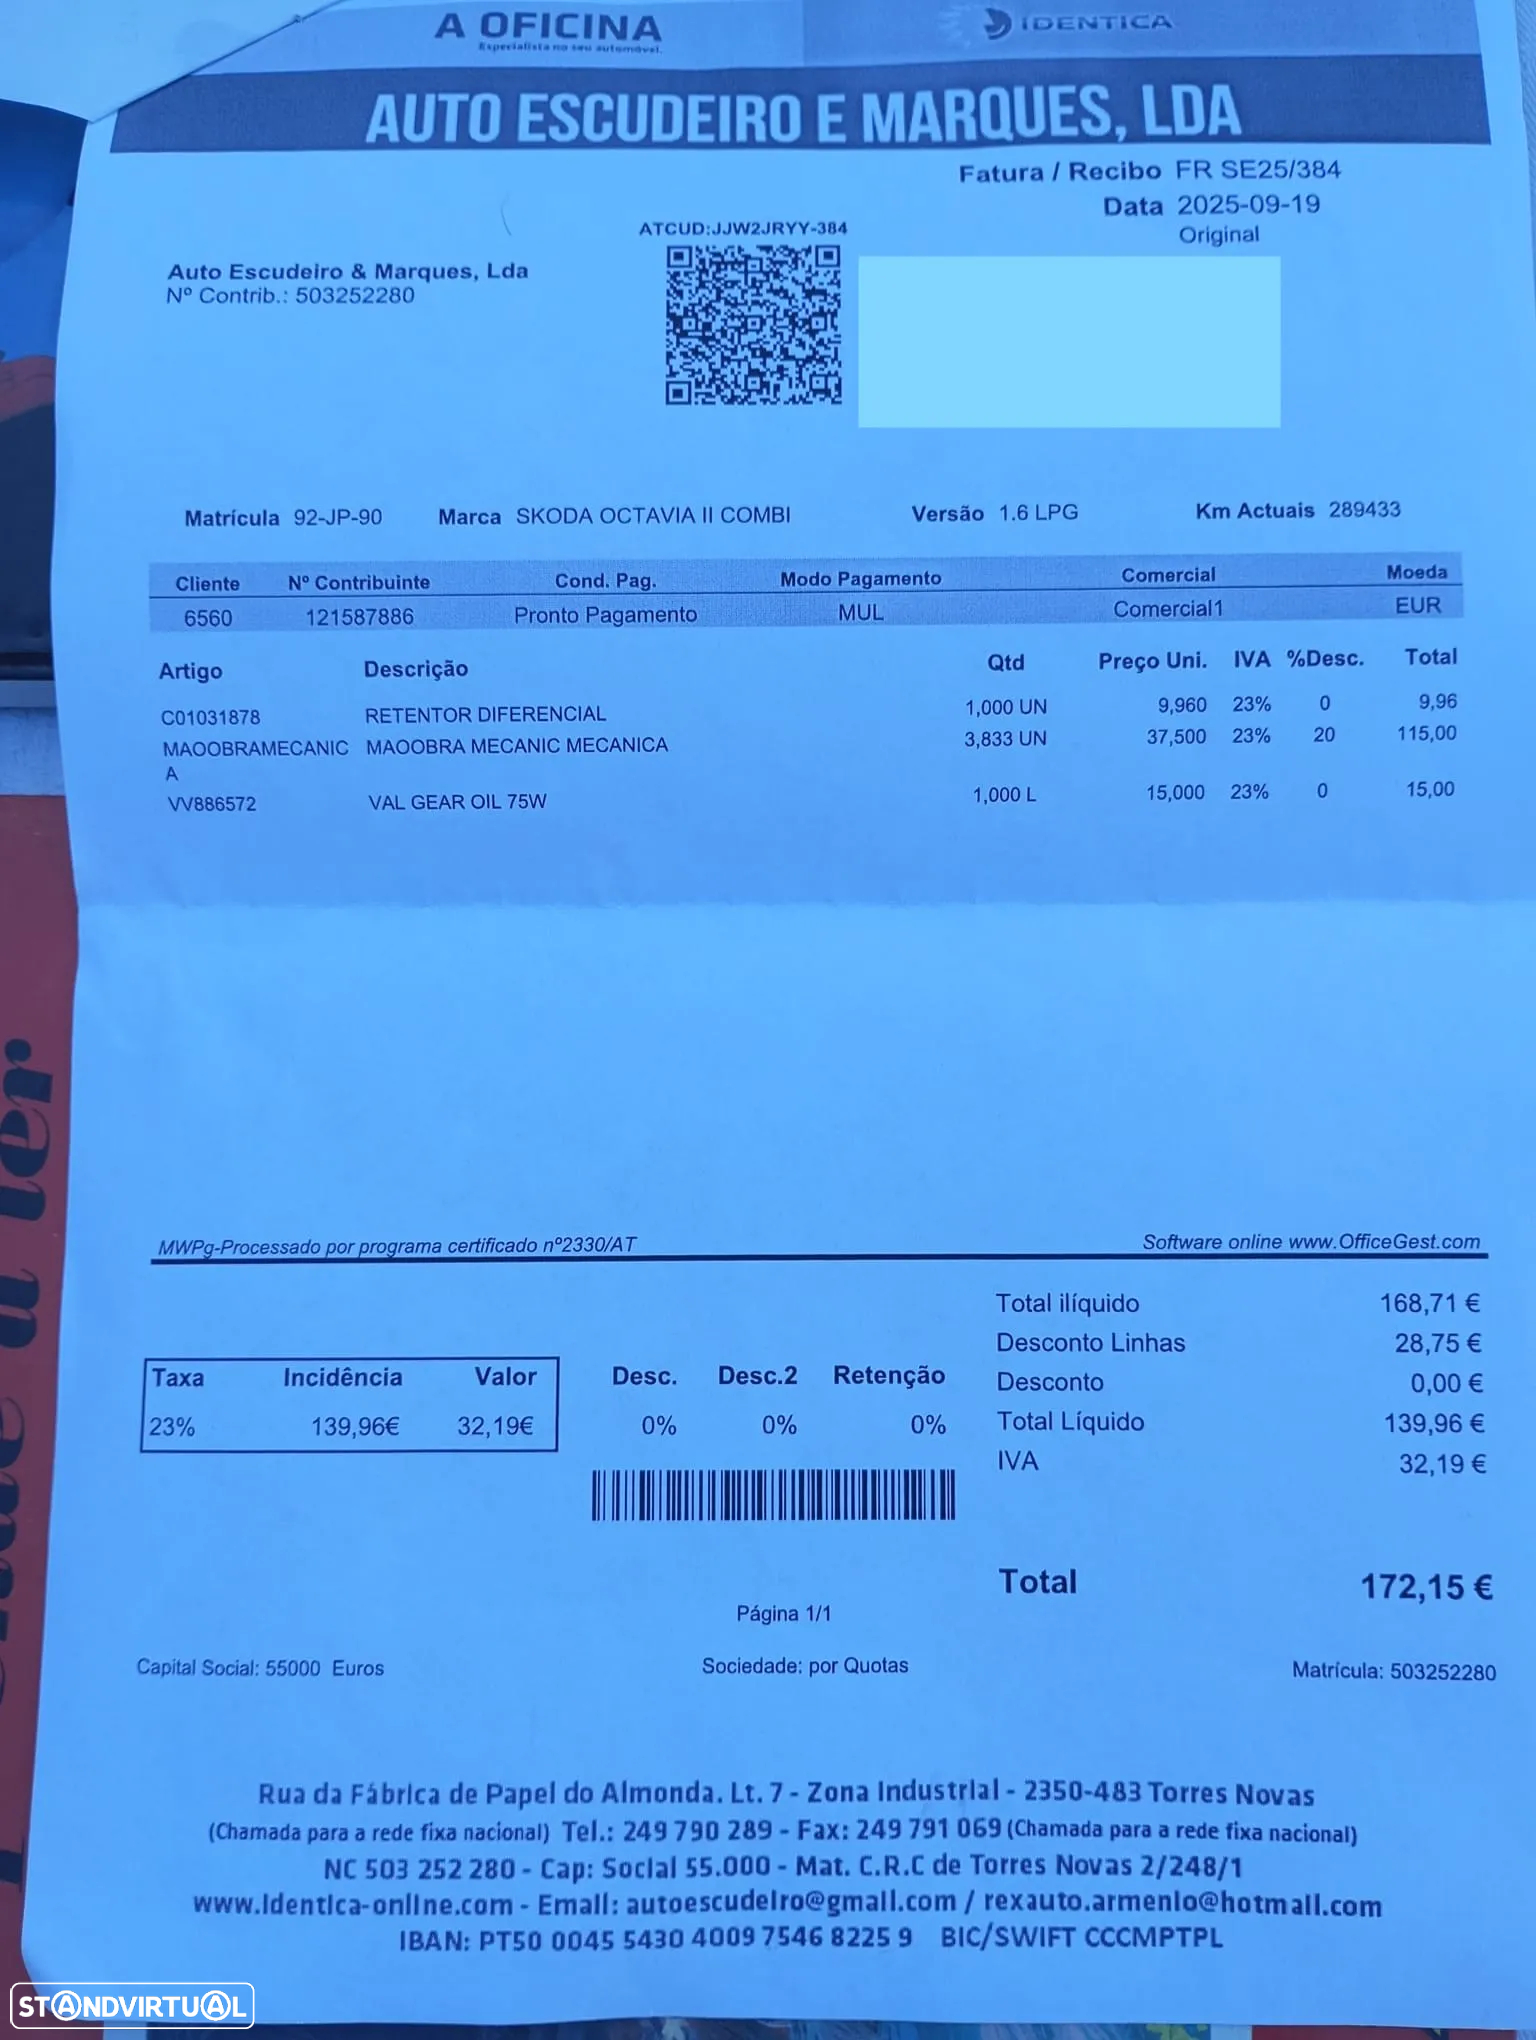 A OFICINA
Especialista no seu automóvel.
IDENTICA
AUTO ESCUDEIRO E MARQUES, LDA
Fatura / Recibo FR SE25/384
Data 2025-09-19
Original
ATCUD:JJW2JRYY-384
Auto Escudeiro & Marques, Lda
Nº Contrib.: 503252280
Matrícula 92-JP-90 Marca SKODA OCTAVIA II COMBI Versão 1.6 LPG Km Actuais 289433
Cliente Nº Contribuinte Cond. Pag. Modo Pagamento Comercial Moeda
6560 121587886 Pronto Pagamento MUL Comercial1 EUR
Artigo Descrição Qtd Preço Uni. IVA %Desc. Total
C01031878 RETENTOR DIFERENCIAL 1,000 UN 9,960 23% 0 9,96
MAOOBRAMECANIC MAOOBRA MECANIC MECANICA 3,833 UN 37,500 23% 20 115,00
A
VV886572 VAL GEAR OIL 75W 1,000 L 15,000 23% 0 15,00
MWPg-Processado por programa certificado nº2330/AT Software online www.OfficeGest.com
Total ilíquido 168,71 €
Desconto Linhas 28,75 €
Desconto 0,00 €
Total Líquido 139,96 €
IVA 32,19 €
Taxa Incidência Valor Desc. Desc.2 Retenção
23% 139,96€ 32,19€ 0% 0% 0%
Total 172,15 €
Página 1/1
Capital Social: 55000 Euros Sociedade: por Quotas Matrícula: 503252280
Rua da Fábrica de Papel do Almonda. Lt. 7 - Zona Industrial - 2350-483 Torres Novas
(Chamada para a rede fixa nacional) Tel.: 249 790 289 - Fax: 249 791 069 (Chamada para a rede fixa nacional)
NC 503 252 280 - Cap: Social 55.000 - Mat. C.R.C de Torres Novas 2/248/1
www.identica-online.com - Email: autoescudeiro@gmail.com / rexauto.armenio@hotmail.com
IBAN: PT50 0045 5430 4009 7546 8225 9 BIC/SWIFT CCCMPTPL
STANDVIRTUAL